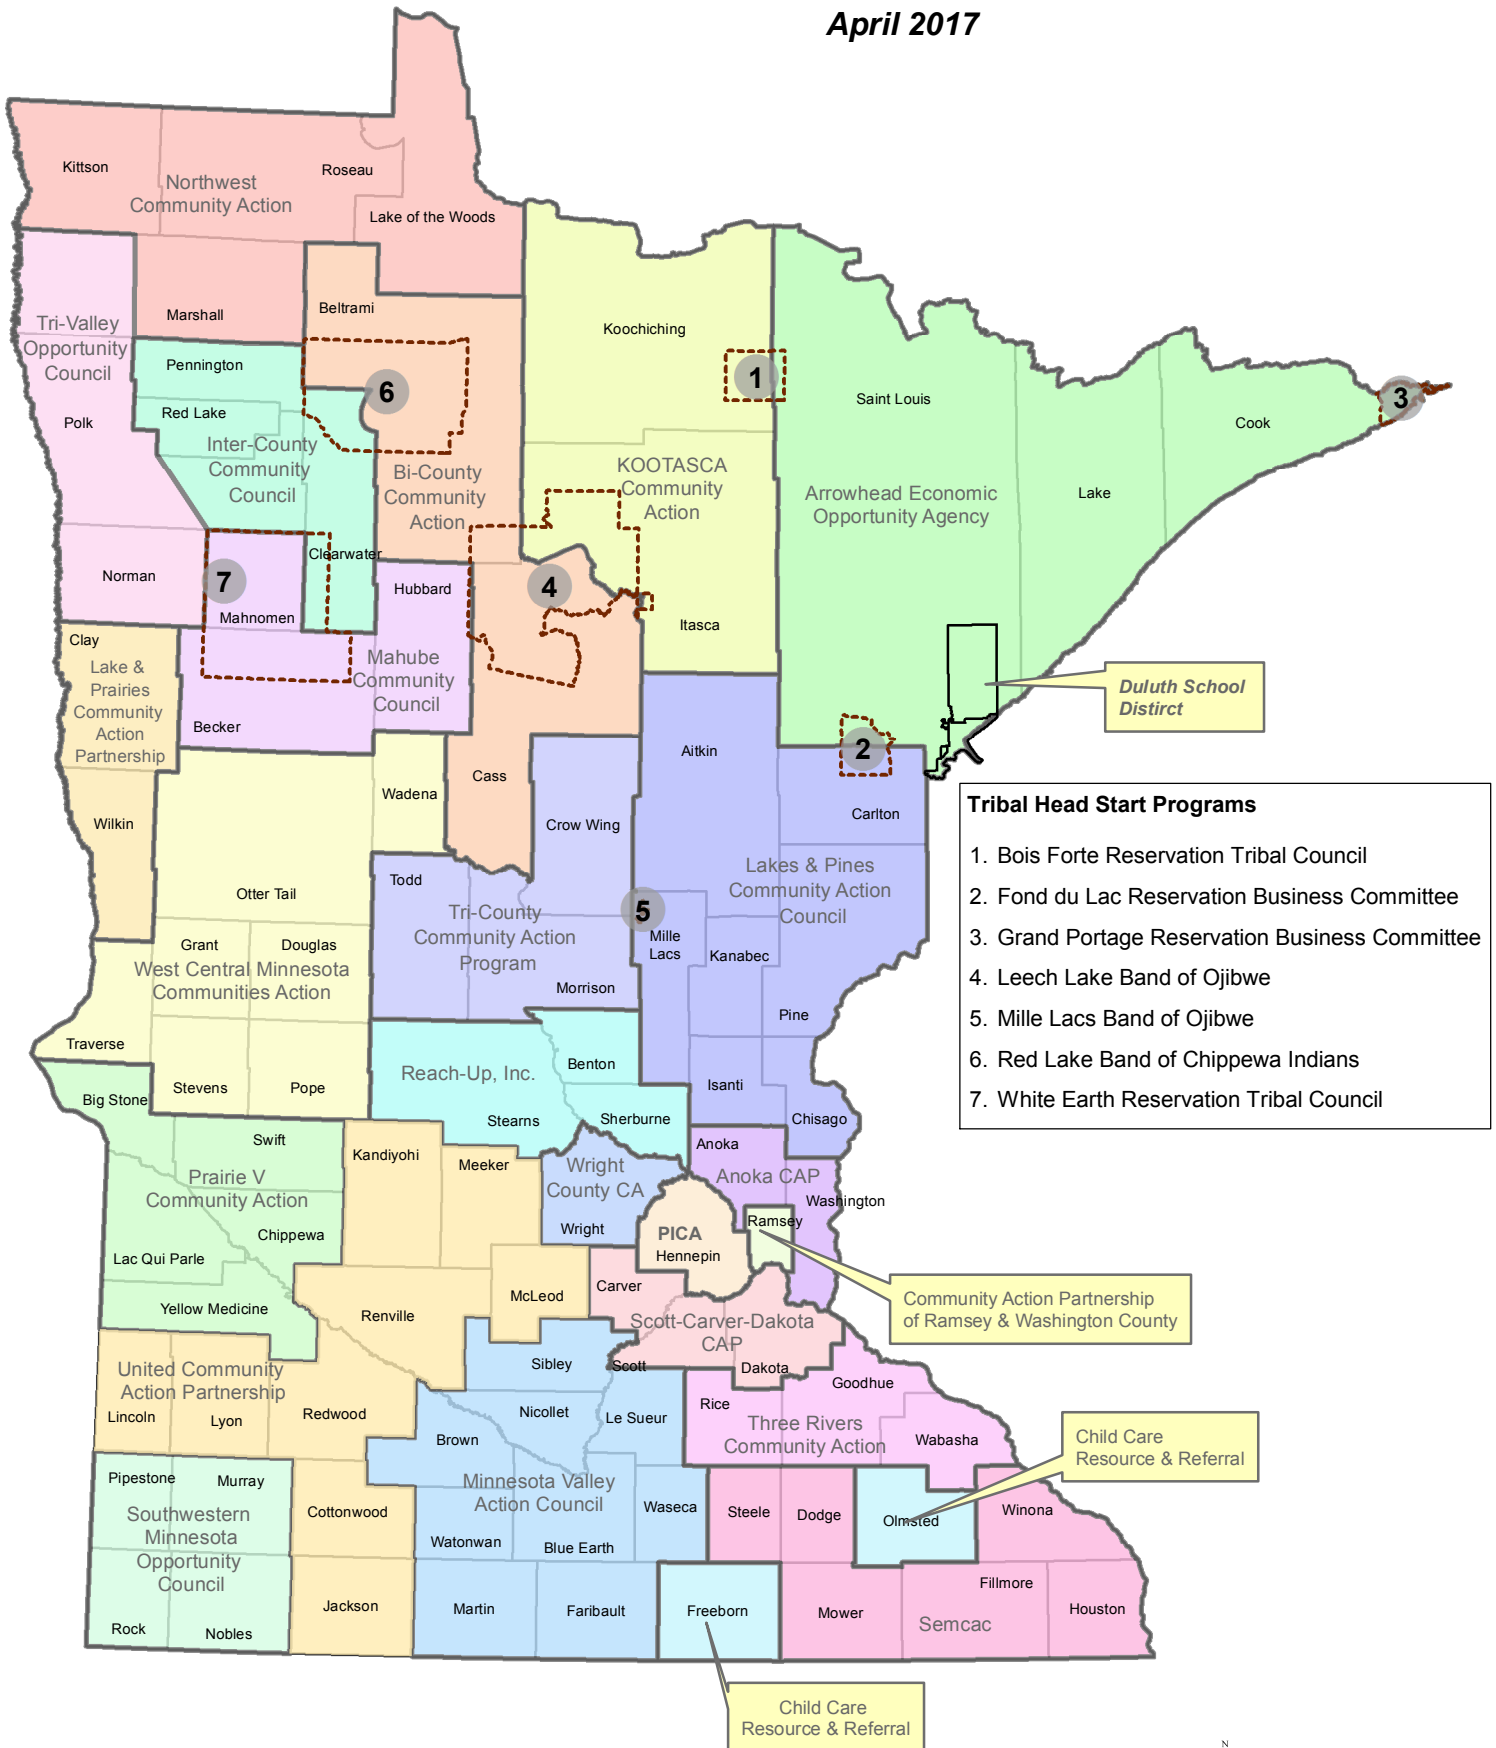 April 2017
Kittson
Roseau
Northwest
Community Action
Lake of the Woods
Marshall
Beltrami
Tri-Valley
Opportunity
Council
Polk
Norman
Pennington
Red Lake
Inter-County
Community
Council
Clearwater
6
Bi-County
Community
Action
Koochiching
1
KOOTASCA
Community
Action
Itasca
Saint Louis
Arrowhead Economic
Opportunity Agency
Lake
Cook
3
7
Mahnomen
Hubbard
4
Clay
Lake &
Prairies
Community
Action
Partnership
Mahube
Community
Council
Becker
Duluth School
Distirct
2
Wilkin
Wadena
Cass
Crow Wing
Aitkin
Carlton
Tribal Head Start Programs
1. Bois Forte Reservation Tribal Council
2. Fond du Lac Reservation Business Committee
3. Grand Portage Reservation Business Committee
4. Leech Lake Band of Ojibwe
5. Mille Lacs Band of Ojibwe
6. Red Lake Band of Chippewa Indians
7. White Earth Reservation Tribal Council
Otter Tail
Todd
Tri-County
Community Action
Program
Morrison
5
Lakes & Pines
Community Action
Council
Mille
Lacs
Kanabec
Pine
Grant
Douglas
West Central Minnesota
Communities Action
Traverse
Stevens
Pope
Reach-Up, Inc.
Benton
Stearns
Sherburne
Isanti
Chisago
Big Stone
Swift
Prairie V
Community Action
Chippewa
Lac Qui Parle
Yellow Medicine
Kandiyohi
Meeker
Wright
County CA
Wright
Anoka
Anoka CAP
Washington
Ramsey
PICA
Hennepin
Community Action Partnership
of Ramsey & Washington County
Renville
McLeod
Carver
Scott-Carver-Dakota
CAP
Scott
Dakota
United Community
Action Partnership
Lincoln
Lyon
Redwood
Sibley
Nicollet
Le Sueur
Brown
Rice
Goodhue
Three Rivers
Community Action
Wabasha
Child Care
Resource & Referral
Pipestone
Murray
Southwestern
Minnesota
Opportunity
Council
Rock
Nobles
Cottonwood
Jackson
Minnesota Valley
Action Council
Watonwan
Blue Earth
Waseca
Martin
Faribault
Steele
Dodge
Olmsted
Winona
Freeborn
Mower
Fillmore
Semcac
Houston
Child Care
Resource & Referral
N